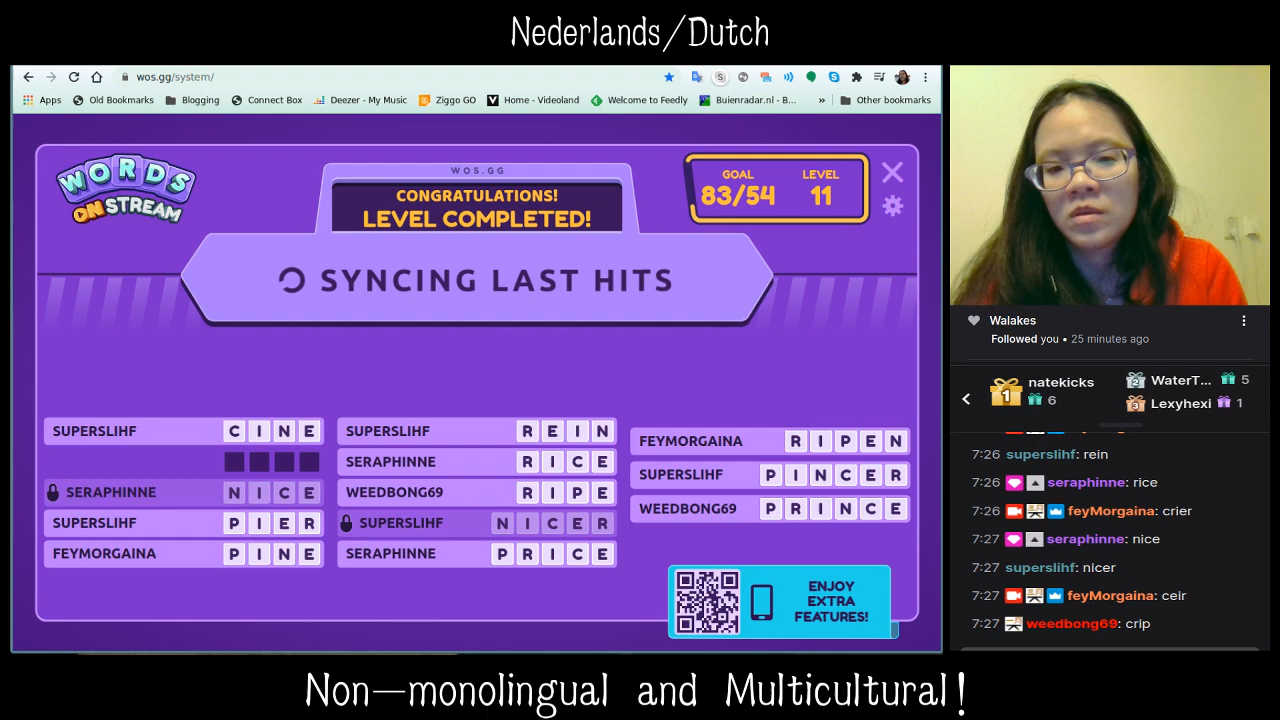 Nederlands/Dutch
wos.gg/system/
Apps Old Bookmarks Blogging Connect Box Deezer - My Music Ziggo GO Home - Videoland Welcome to Feedly Buienradar.nl - B... » Other bookmarks
WORDS ON STREAM
WOS.GG
CONGRATULATIONS!
LEVEL COMPLETED!
GOAL LEVEL
83/54 11
SYNCING LAST HITS
SUPERSLIHF CINE
SERAPHINNE NICE
SUPERSLIHF PIER
FEYMORGAINA PINE
SUPERSLIHF REIN
SERAPHINNE RICE
WEEDBONG69 RIPE
SUPERSLIHF NICER
SERAPHINNE PRICE
FEYMORGAINA RIPEN
SUPERSLIHF PINCER
WEEDBONG69 PRINCE
ENJOY
EXTRA
FEATURES!
Walakes
Followed you • 25 minutes ago
1 natekicks 6
2 WaterT... 5
3 Lexyhexi 1
7:26 superslihf: rein
7:26 seraphinne: rice
7:26 feyMorgaina: crier
7:27 seraphinne: nice
7:27 superslihf: nicer
7:27 feyMorgaina: ceir
7:27 weedbong69: crip
Non-monolingual and Multicultural!